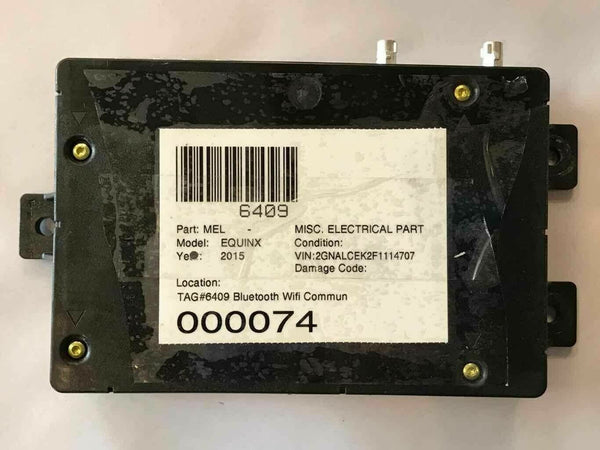 6409
Part: MEL - MISC. ELECTRICAL PART
Model: EQUINX Condition:
2015 VIN:2GNALCEK2F1114707
Damage Code:
Location:
TAG#6409 Bluetooth Wifi Commun
000074